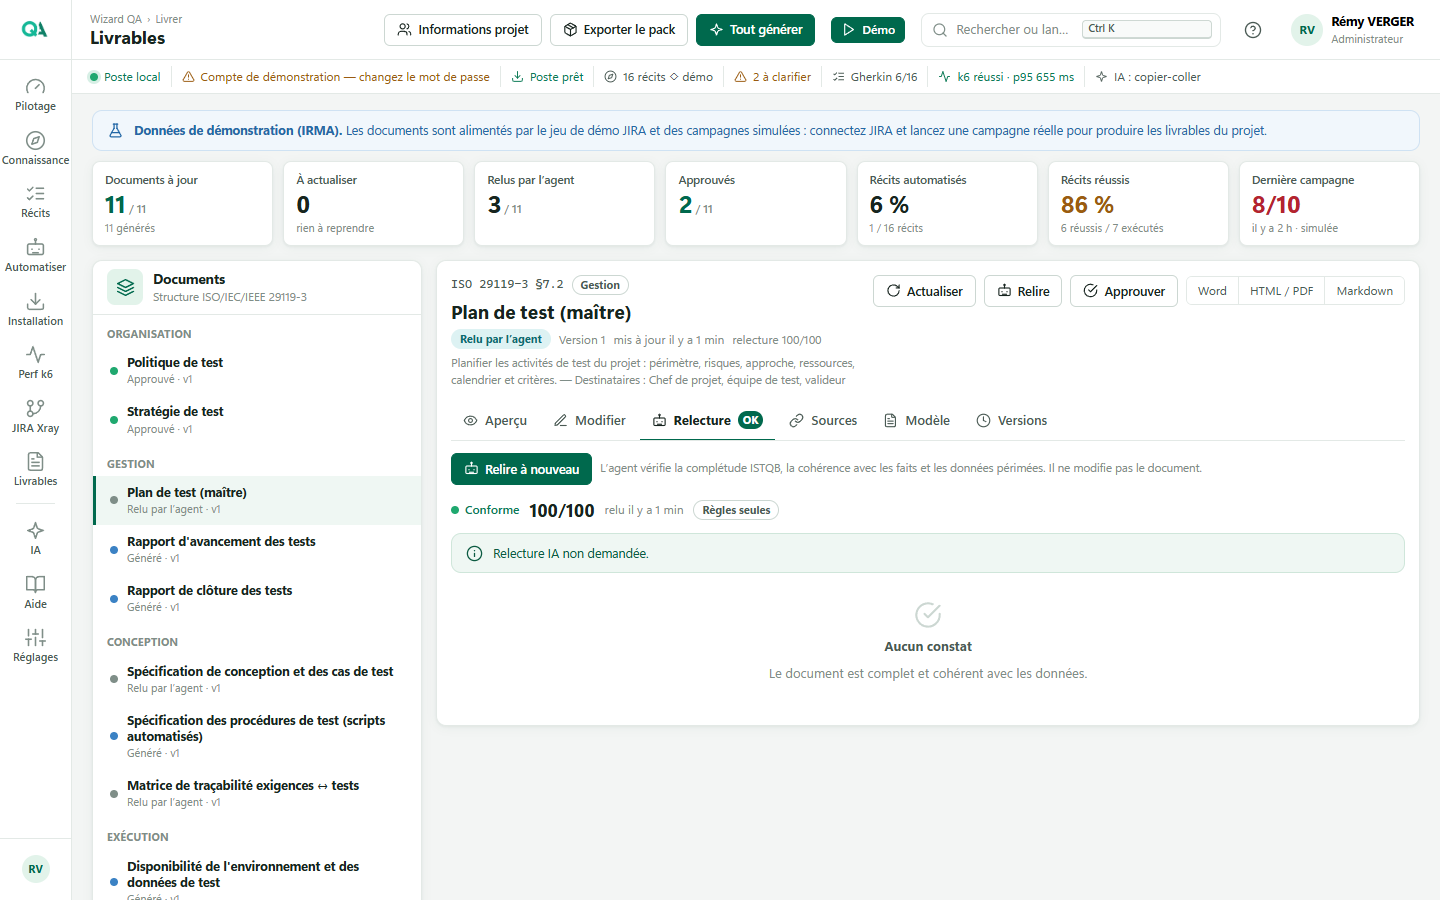 QA
Wizard QA › Livrer
Livrables
Informations projet
Exporter le pack
Tout générer
Démo
Rechercher ou lan...
Ctrl K
RV
Rémy VERGER
Administrateur
Poste local
Compte de démonstration — changez le mot de passe
Poste prêt
16 récits ◇ démo
2 à clarifier
Gherkin 6/16
k6 réussi · p95 655 ms
IA : copier-coller
Pilotage
Connaissance
Récits
Automatiser
Installation
Perf k6
JIRA Xray
Livrables
IA
Aide
Réglages
RV
Données de démonstration (IRMA). Les documents sont alimentés par le jeu de démo JIRA et des campagnes simulées : connectez JIRA et lancez une campagne réelle pour produire les livrables du projet.
Documents à jour
11 / 11
11 générés
À actualiser
0
rien à reprendre
Relus par l'agent
3 / 11
Approuvés
2 / 11
Récits automatisés
6 %
1 / 16 récits
Récits réussis
86 %
6 réussis / 7 exécutés
Dernière campagne
8/10
il y a 2 h · simulée
Documents
Structure ISO/IEC/IEEE 29119-3
ORGANISATION
Politique de test
Approuvé · v1
Stratégie de test
Approuvé · v1
GESTION
Plan de test (maître)
Relu par l'agent · v1
Rapport d'avancement des tests
Généré · v1
Rapport de clôture des tests
Généré · v1
CONCEPTION
Spécification de conception et des cas de test
Relu par l'agent · v1
Spécification des procédures de test (scripts
automatisés)
Généré · v1
Matrice de traçabilité exigences ↔ tests
Relu par l'agent · v1
EXÉCUTION
Disponibilité de l'environnement et des
données de test
Généré · v1
ISO 29119-3 §7.2
Gestion
Plan de test (maître)
Relu par l'agent
Version 1 mis à jour il y a 1 min relecture 100/100
Planifier les activités de test du projet : périmètre, risques, approche, ressources,
calendrier et critères. — Destinataires : Chef de projet, équipe de test, valideur
Actualiser
Relire
Approuver
Word
HTML / PDF
Markdown
Aperçu
Modifier
Relecture OK
Sources
Modèle
Versions
Relire à nouveau
L'agent vérifie la complétude ISTQB, la cohérence avec les faits et les données périmées. Il ne modifie pas le document.
Conforme 100/100 relu il y a 1 min Règles seules
Relecture IA non demandée.
Aucun constat
Le document est complet et cohérent avec les données.